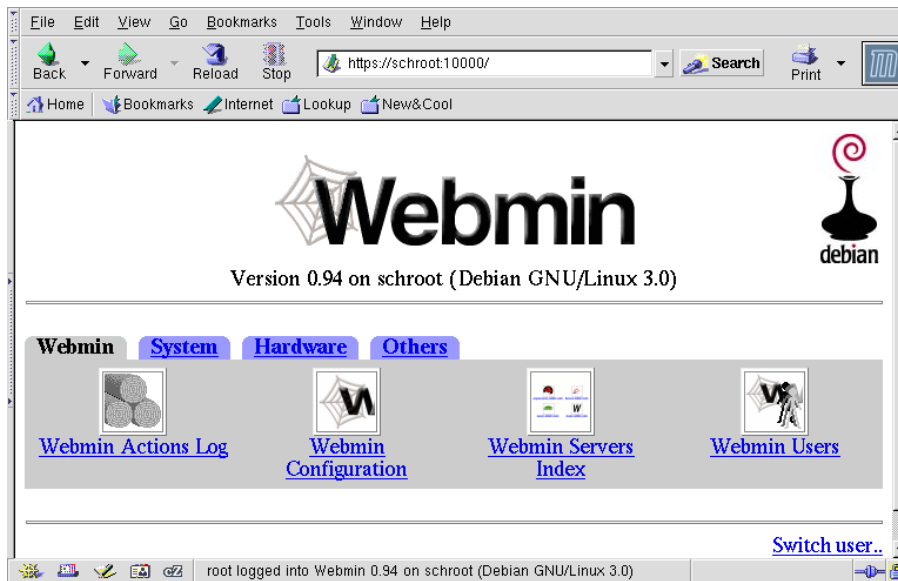 File Edit View Go Bookmarks Tools Window Help
Back Forward Reload Stop https://schroot:10000/ Search Print
Home Bookmarks Internet Lookup New&Cool
Webmin
debian
Version 0.94 on schroot (Debian GNU/Linux 3.0)
Webmin System Hardware Others
Webmin Actions Log Webmin Configuration Webmin Servers Index Webmin Users
Switch user..
root logged into Webmin 0.94 on schroot (Debian GNU/Linux 3.0)